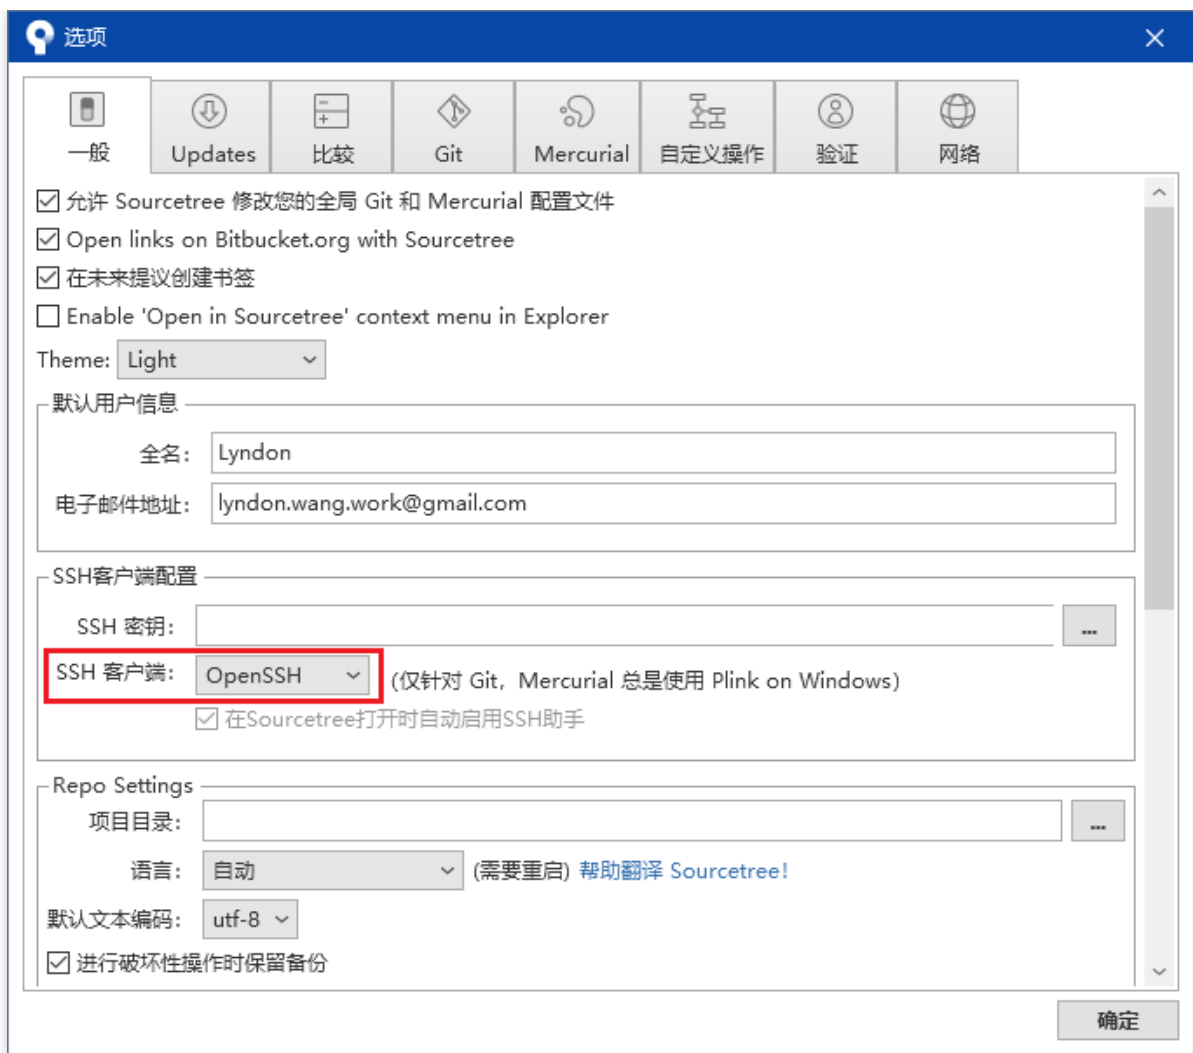 选项
一般 Updates 比较 Git Mercurial 自定义操作 验证 网络
允许 Sourcetree 修改您的全局 Git 和 Mercurial 配置文件
Open links on Bitbucket.org with Sourcetree
在未来提议创建书签
Enable 'Open in Sourcetree' context menu in Explorer
Theme: Light
默认用户信息
全名: Lyndon
电子邮件地址: lyndon.wang.work@gmail.com
SSH客户端配置
SSH 密钥: ...
SSH 客户端: OpenSSH (仅针对 Git, Mercurial 总是使用 Plink on Windows)
在Sourcetree打开时自动启用SSH助手
Repo Settings
项目目录: ...
语言: 自动 (需要重启) 帮助翻译 Sourcetree!
默认文本编码: utf-8
进行破坏性操作时保留备份
确定